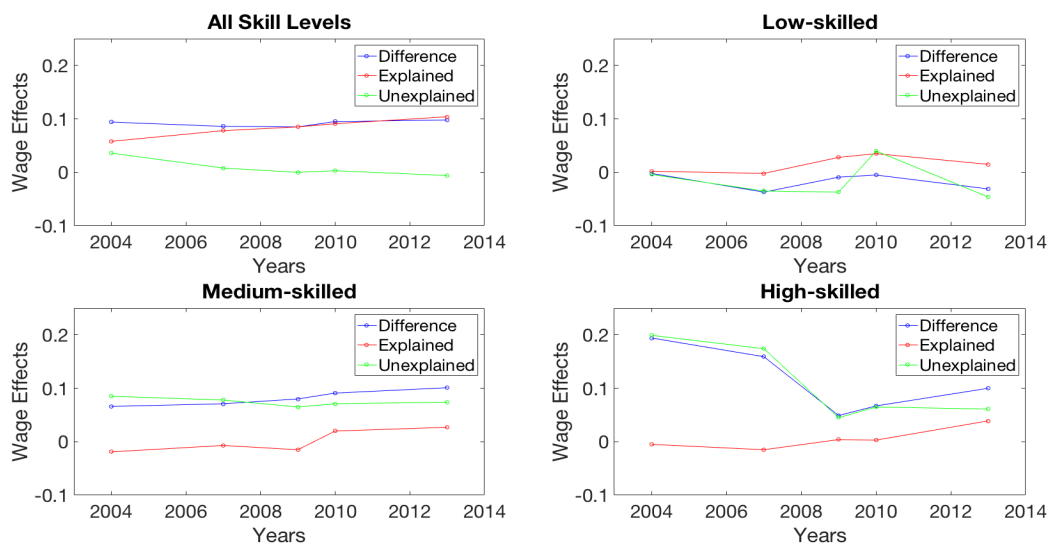 All Skill Levels
Wage Effects
0.2
0.1
0
-0.1
2004 2006 2008 2010 2012 2014
Years
Difference
Explained
Unexplained
Low-skilled
Wage Effects
0.2
0.1
0
-0.1
2004 2006 2008 2010 2012 2014
Years
Difference
Explained
Unexplained
Medium-skilled
Wage Effects
0.2
0.1
0
-0.1
2004 2006 2008 2010 2012 2014
Years
Difference
Explained
Unexplained
High-skilled
Wage Effects
0.2
0.1
0
-0.1
2004 2006 2008 2010 2012 2014
Years
Difference
Explained
Unexplained